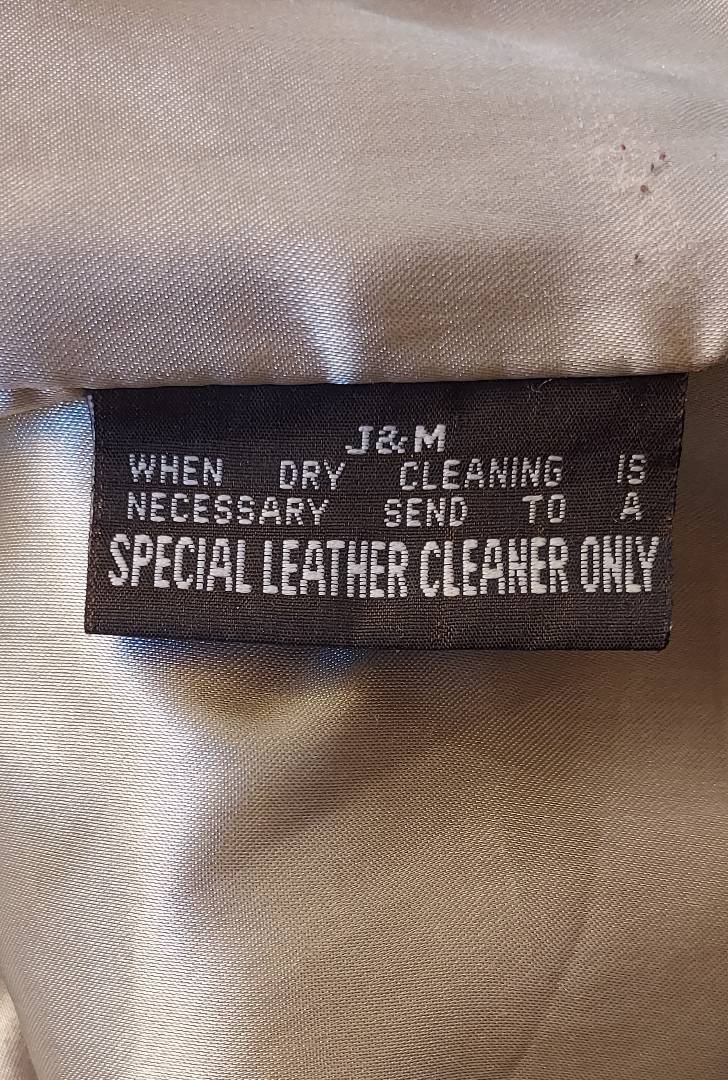 J&M
WHEN DRY CLEANING IS
NECESSARY SEND TO A
SPECIAL LEATHER CLEANER ONLY